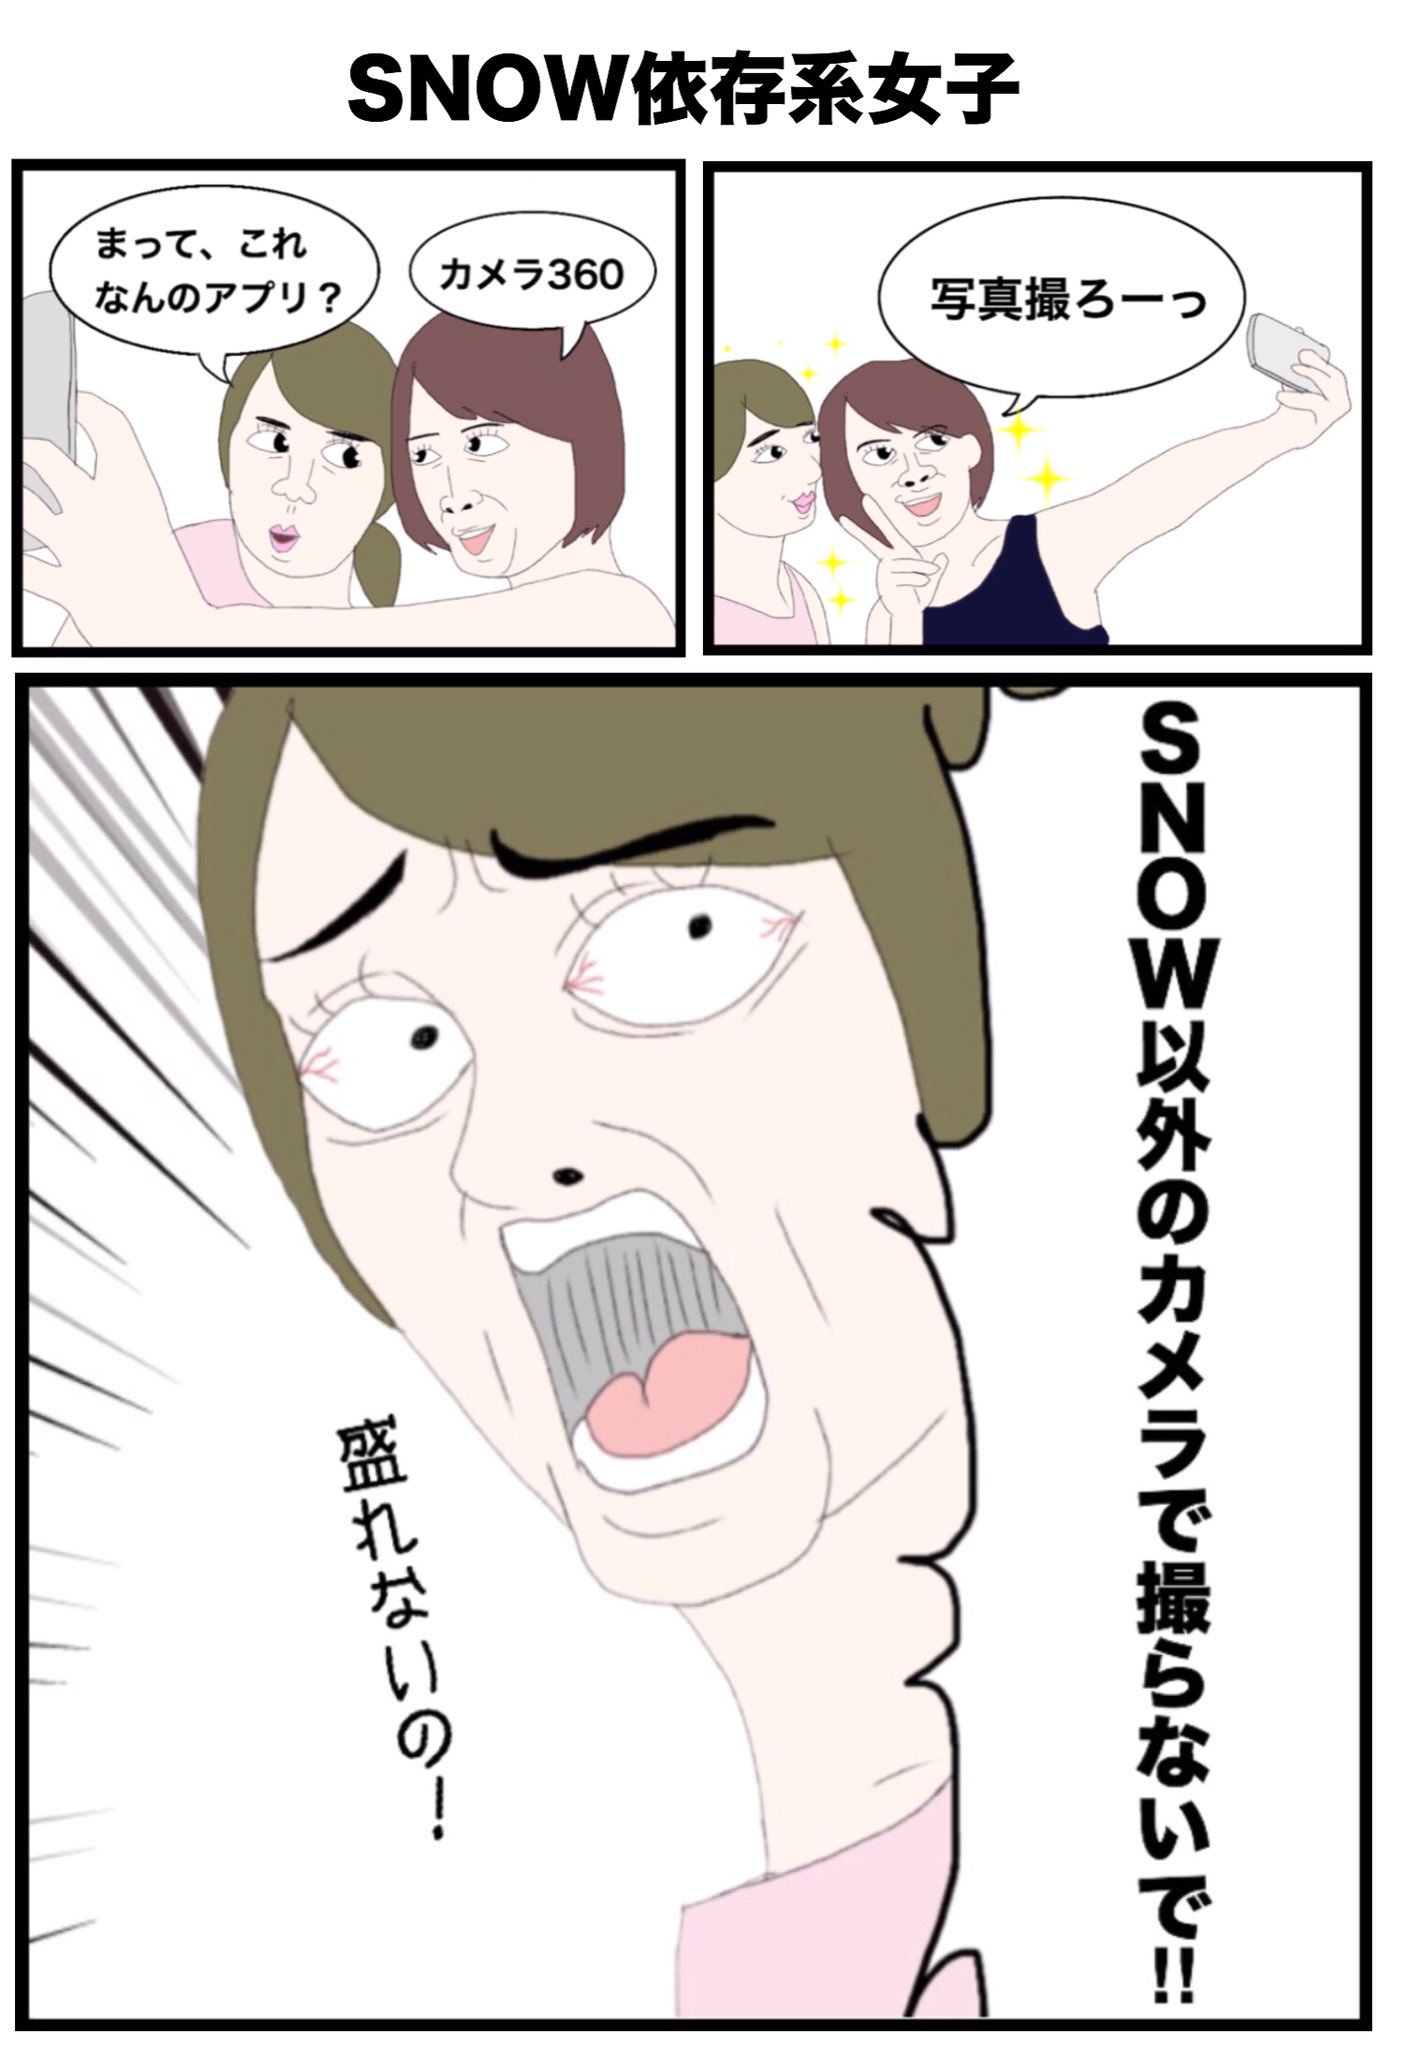 SNOW依存系女子
写真撮ろーっ
カメラ360
まって、これ
なんのアプリ？
SNOW以外のカメラで撮らないで!!
盛れないの!